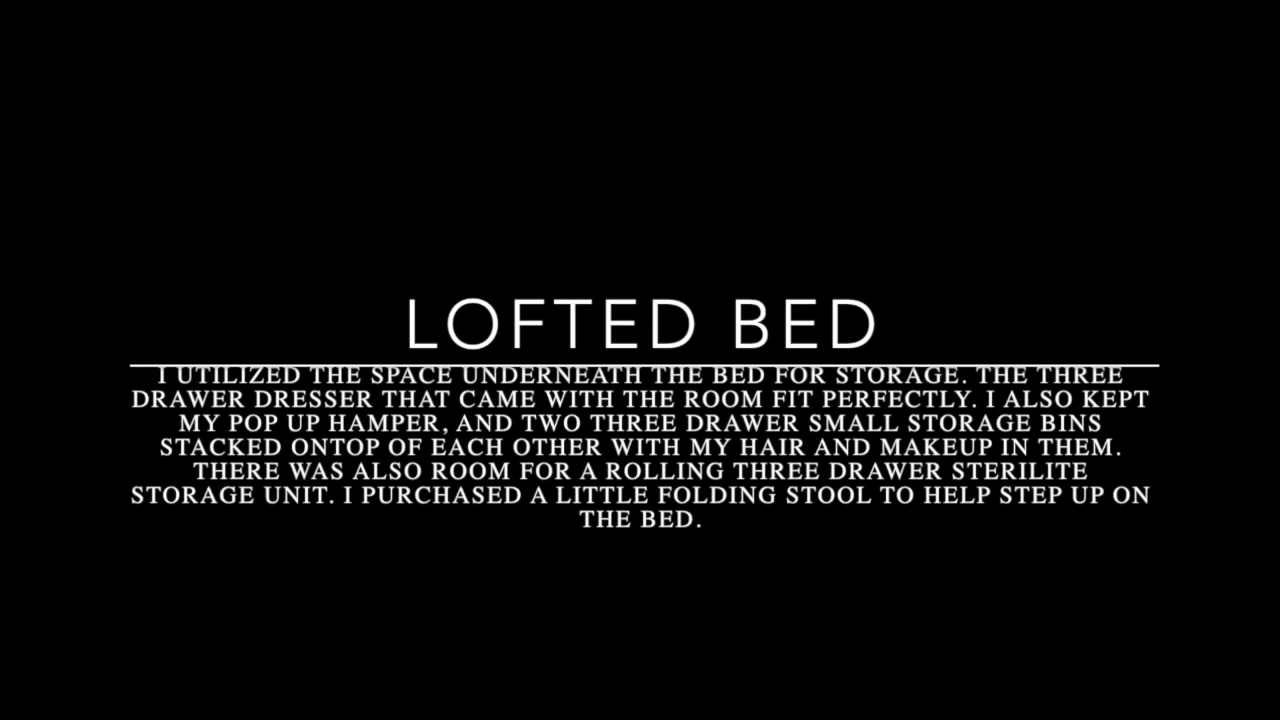 LOFTED BED
I UTILIZED THE SPACE UNDERNEATH THE BED FOR STORAGE. THE THREE
DRAWER DRESSER THAT CAME WITH THE ROOM FIT PERFECTLY. I ALSO KEPT
MY POP UP HAMPER, AND TWO THREE DRAWER SMALL STORAGE BINS
STACKED ONTOP OF EACH OTHER WITH MY HAIR AND MAKEUP IN THEM.
THERE WAS ALSO ROOM FOR A ROLLING THREE DRAWER STERILITE
STORAGE UNIT. I PURCHASED A LITTLE FOLDING STOOL TO HELP STEP UP ON
THE BED.